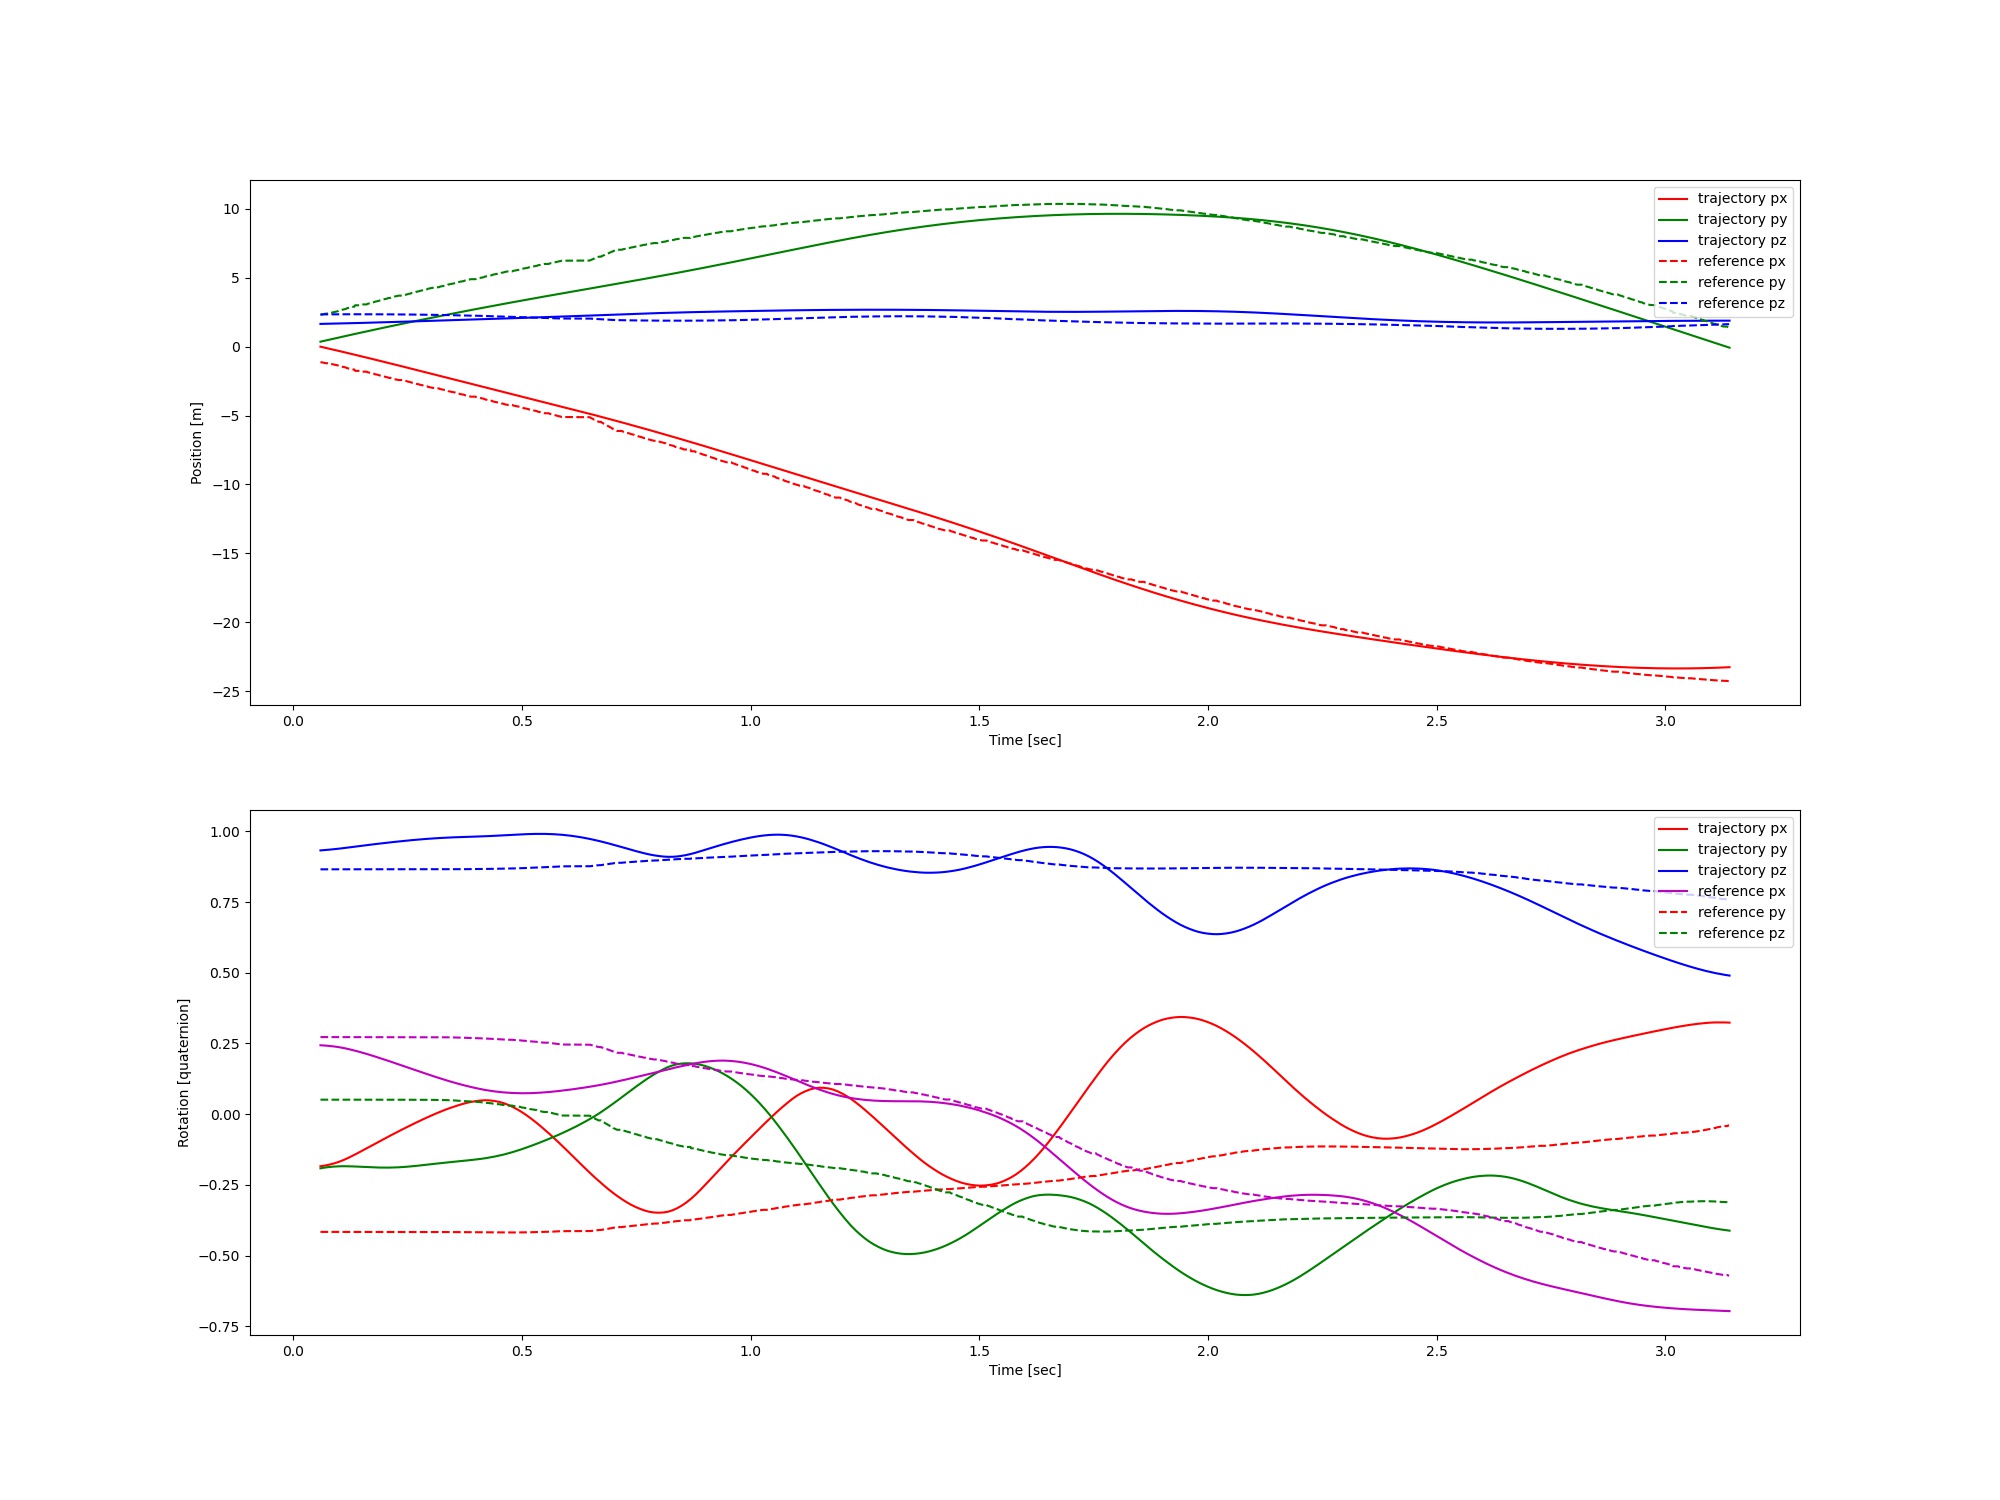 10
5
0
−5
−10
−15
−20
−25
Position [m]
trajectory px
trajectory py
trajectory pz
reference px
reference py
reference pz
0.0 0.5 1.0 1.5 2.0 2.5 3.0
Time [sec]
1.00
0.75
0.50
0.25
0.00
−0.25
−0.50
−0.75
Rotation [quaternion]
trajectory px
trajectory py
trajectory pz
reference px
reference py
reference pz
0.0 0.5 1.0 1.5 2.0 2.5 3.0
Time [sec]